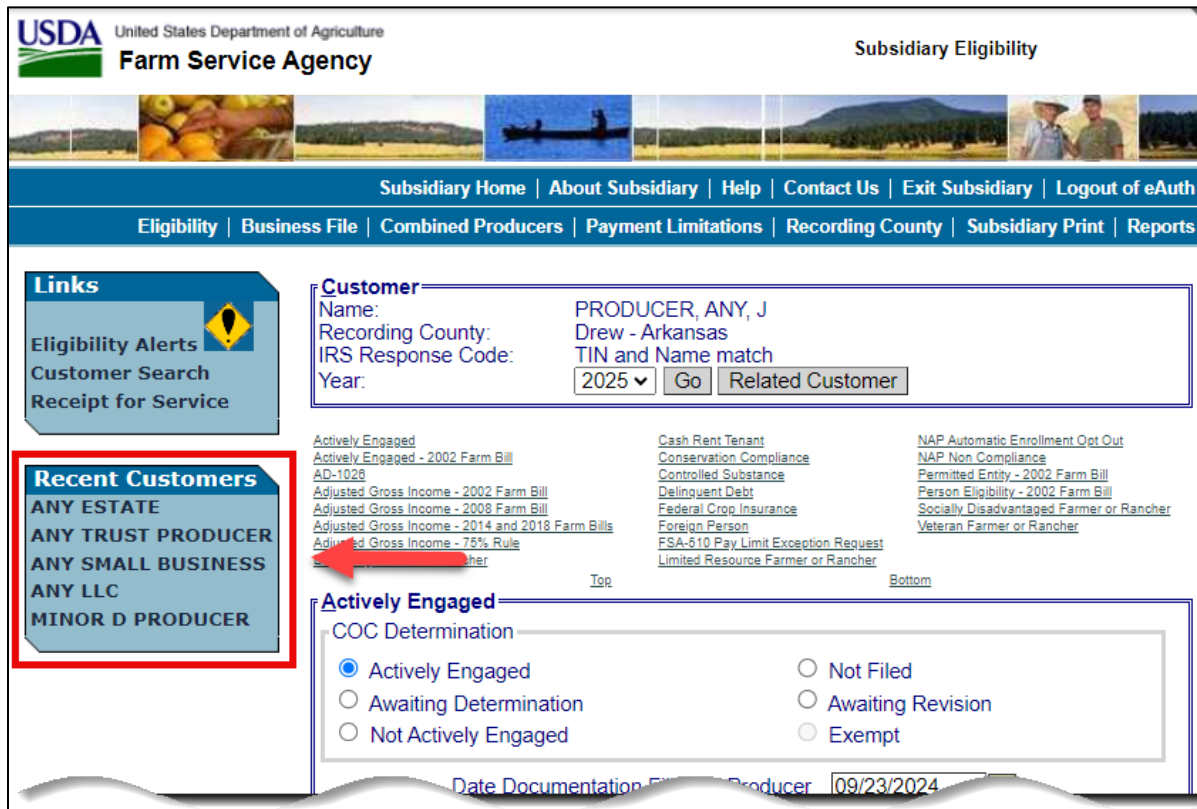 USDA United States Department of Agriculture
Farm Service Agency
Subsidiary Eligibility
Subsidiary Home | About Subsidiary | Help | Contact Us | Exit Subsidiary | Logout of eAuth
Eligibility | Business File | Combined Producers | Payment Limitations | Recording County | Subsidiary Print | Reports
Links
Eligibility Alerts
Customer Search
Receipt for Service
Recent Customers
ANY ESTATE
ANY TRUST PRODUCER
ANY SMALL BUSINESS
ANY LLC
MINOR D PRODUCER
Customer
Name: PRODUCER, ANY, J
Recording County: Drew - Arkansas
IRS Response Code: TIN and Name match
Year: 2025 Go Related Customer
Actively Engaged
Actively Engaged - 2002 Farm Bill
AD-1026
Adjusted Gross Income - 2002 Farm Bill
Adjusted Gross Income - 2008 Farm Bill
Adjusted Gross Income - 2014 and 2018 Farm Bills
Adjusted Gross Income - 75% Rule
Cash Rent Tenant
Conservation Compliance
Controlled Substance
Delinquent Debt
Federal Crop Insurance
Foreign Person
FSA-510 Pay Limit Exception Request
Limited Resource Farmer or Rancher
NAP Automatic Enrollment Opt Out
NAP Non Compliance
Permitted Entity - 2002 Farm Bill
Person Eligibility - 2002 Farm Bill
Socially Disadvantaged Farmer or Rancher
Veteran Farmer or Rancher
Top Bottom
Actively Engaged
COC Determination
Actively Engaged Not Filed
Awaiting Determination Awaiting Revision
Not Actively Engaged Exempt
Date Documentation Producer 09/23/2024